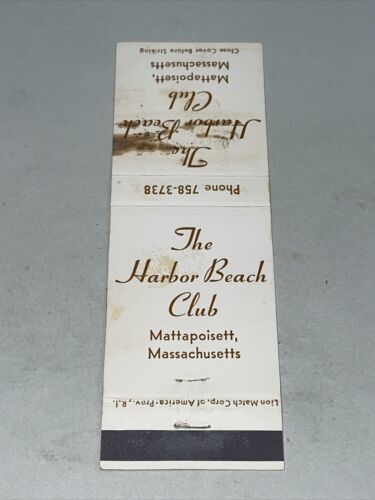 Close Cover Before Striking
Mattapoisett,
Massachusetts
The
Harbor Beach
Club
Phone 758-3738
The
Harbor Beach
Club
Mattapoisett,
Massachusetts
Lion Match Corp. of America-Prov., R.I.